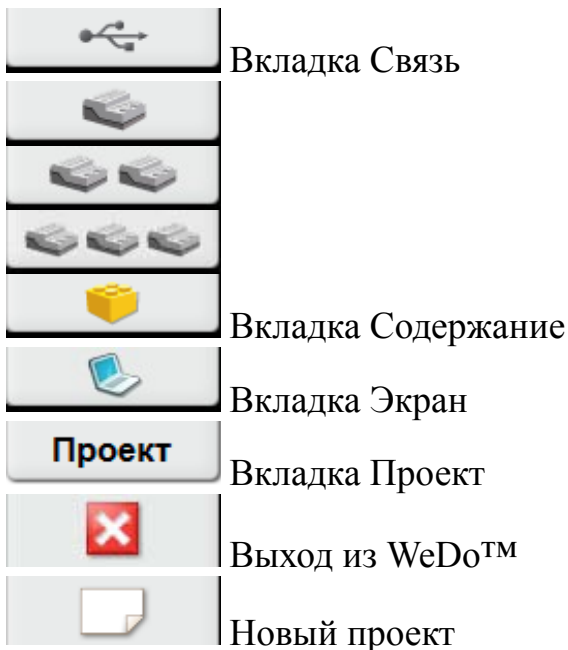 Вкладка Связь
Вкладка Содержание
Вкладка Экран
Проект Вкладка Проект
Выход из WeDo™
Новый проект